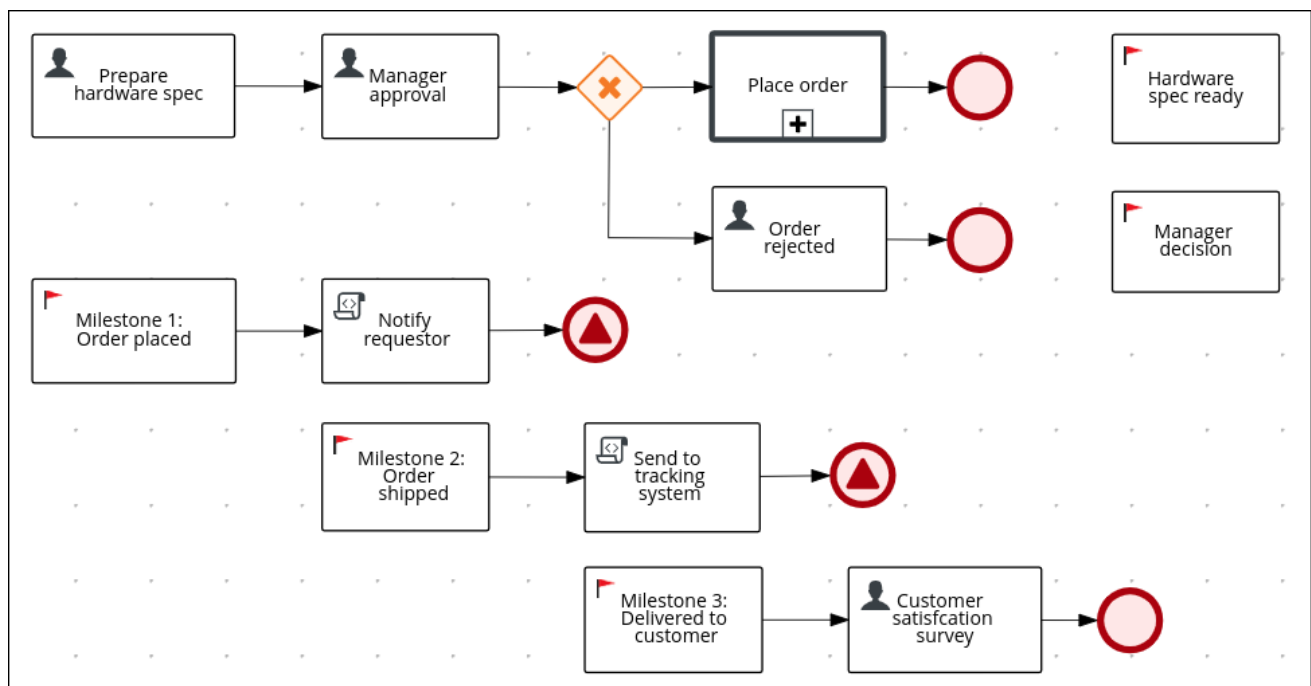 Prepare
hardware spec
Manager
approval
Place order
Hardware
spec ready
Order
rejected
Manager
decision
Milestone 1:
Order placed
Notify
requestor
Milestone 2:
Order
shipped
Send to
tracking
system
Milestone 3:
Delivered to
customer
Customer
satisfcation
survey